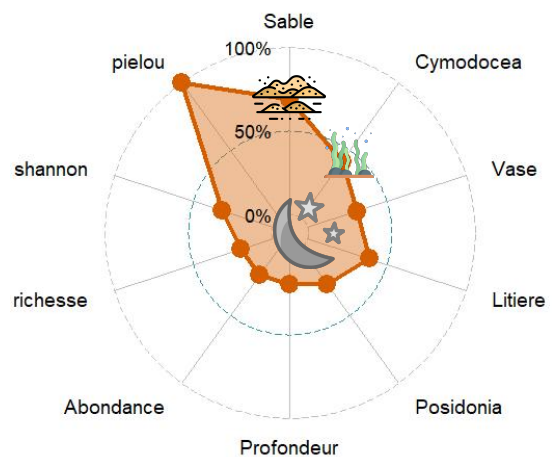 Sable
100%
pielou
Cymodocea
50%
shannon
Vase
0%
richesse
Litiere
Abondance
Posidonia
Profondeur